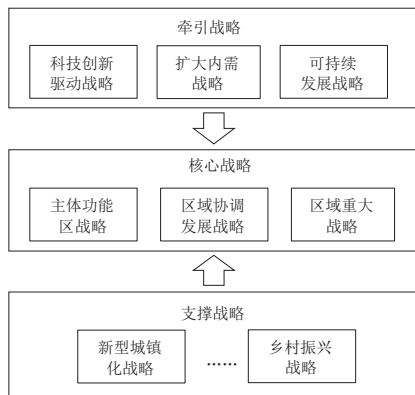 牵引战略
科技创新
驱动战略
扩大内需
战略
可持续
发展战略
核心战略
主体功能
区战略
区域协调
发展战略
区域重大
战略
支撑战略
新型城镇
化战略
……
乡村振兴
战略